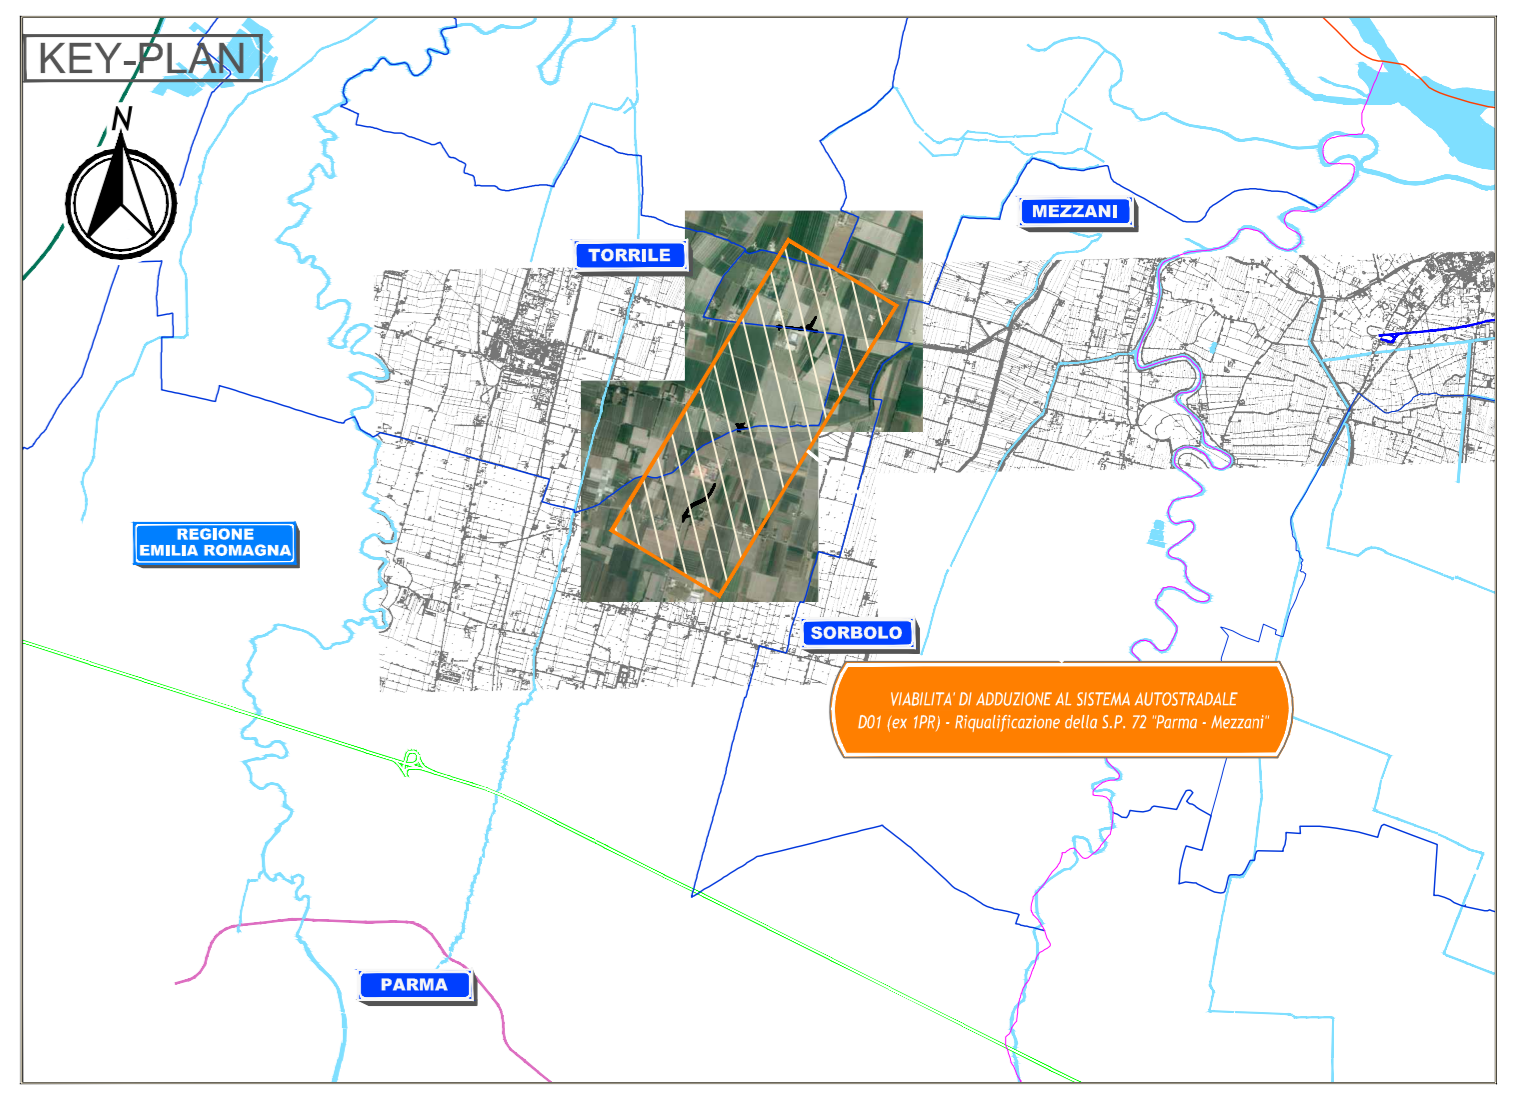 KEY-PLAN
N
MEZZANI
TORRILE
REGIONE
EMILIA ROMAGNA
SORBOLO
VIABILITA' DI ADDUZIONE AL SISTEMA AUTOSTRADALE
D01 (ex 1PR) - Riqualificazione della S.P. 72 "Parma - Mezzani"
PARMA